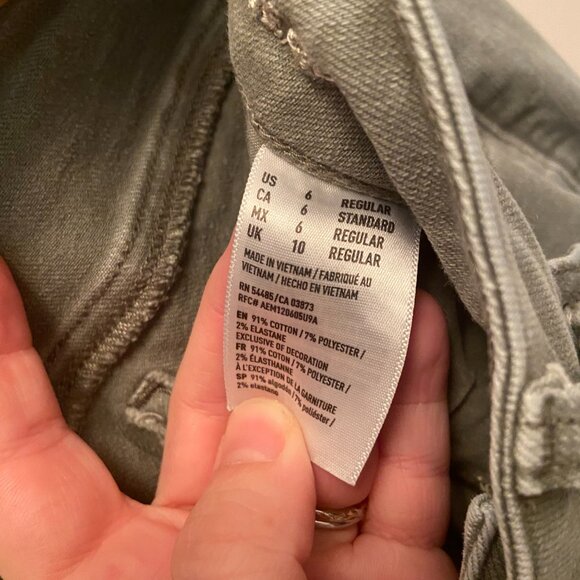 US 6 REGULAR
CA 6 STANDARD
MX 6 REGULAR
UK 10 REGULAR
MADE IN VIETNAM / FABRIQUÉ AU
VIETNAM / HECHO EN VIETNAM
RN 54485/CA 03973
RFC# AEM120605U9A
EN 91% COTTON / 7% POLYESTER /
2% ELASTANE
EXCLUSIVE OF DECORATION
FR 91% COTON / 7% POLYESTER /
2% ÉLASTHANNE
À L'EXCEPTION DE LA GARNITURE
SP 91% algodón / 7% poliéster /
2% elastano